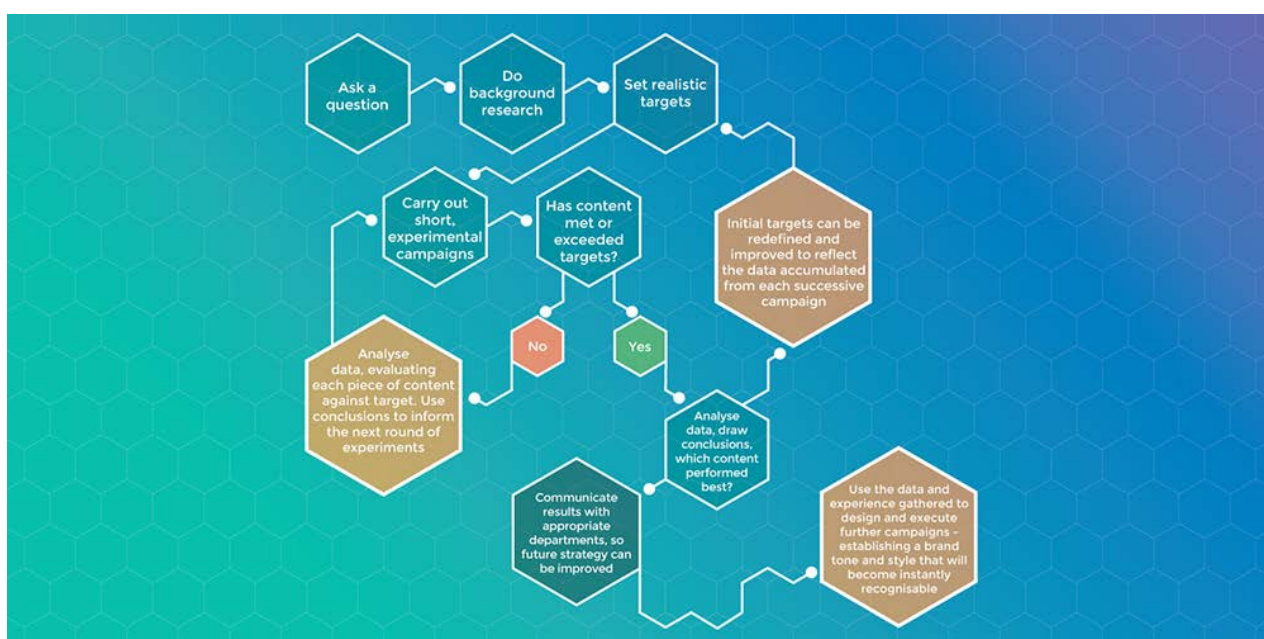 Ask a
question
Do
background
research
Set realistic
targets
Carry out
short,
experimental
campaigns
Has content
met or
exceeded
targets?
Initial targets can be
redefined and
improved to reflect
the data accumulated
from each successive
campaign
No
Yes
Analyse
data, evaluating
each piece of content
against target. Use
conclusions to inform
the next round of
experiments
Analyse
data, draw
conclusions,
which content
performed
best?
Communicate
results with
appropriate
departments, so
future strategy can
be improved
Use the data and
experience gathered to
design and execute
further campaigns -
establishing a brand
tone and style that will
become instantly
recognisable